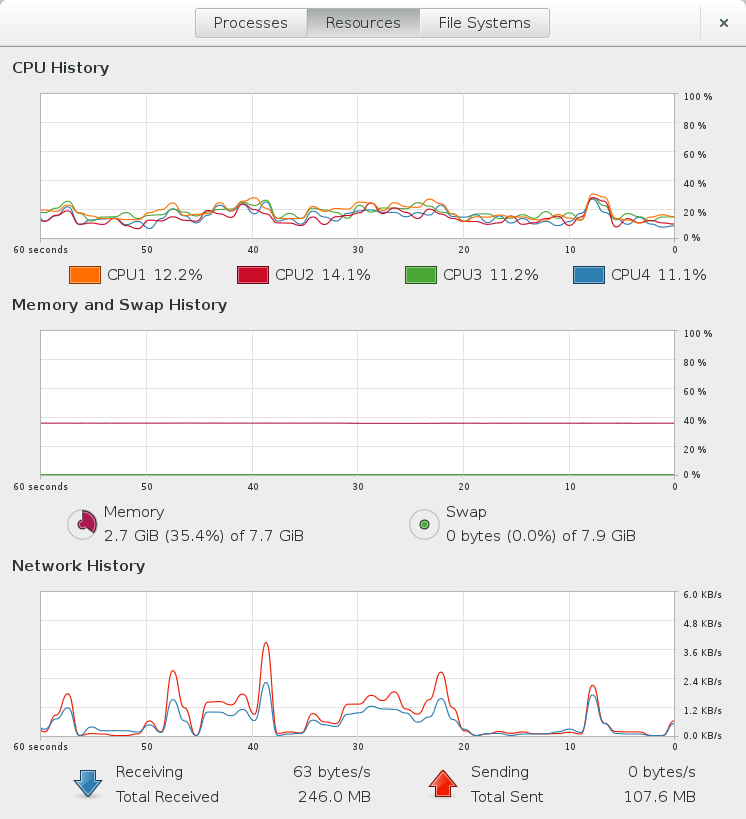 Processes Resources File Systems ×
CPU History
100 %
80 %
60 %
40 %
20 %
0 %
60 seconds 50 40 30 20 10 0
CPU1 12.2% CPU2 14.1% CPU3 11.2% CPU4 11.1%
Memory and Swap History
100 %
80 %
60 %
40 %
20 %
0 %
60 seconds 50 40 30 20 10 0
Memory Swap
2.7 GiB (35.4%) of 7.7 GiB 0 bytes (0.0%) of 7.9 GiB
Network History
6.0 KB/s
4.8 KB/s
3.6 KB/s
2.4 KB/s
1.2 KB/s
0.0 KB/s
60 seconds 50 40 30 20 10 0
Receiving 63 bytes/s Sending 0 bytes/s
Total Received 246.0 MB Total Sent 107.6 MB